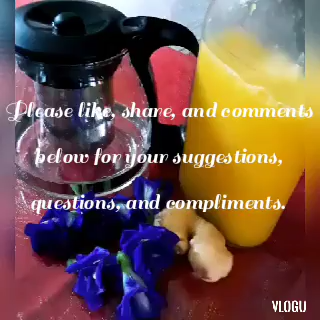 Please like, share, and comments
below for your suggestions,
questions, and compliments.
VLOGU